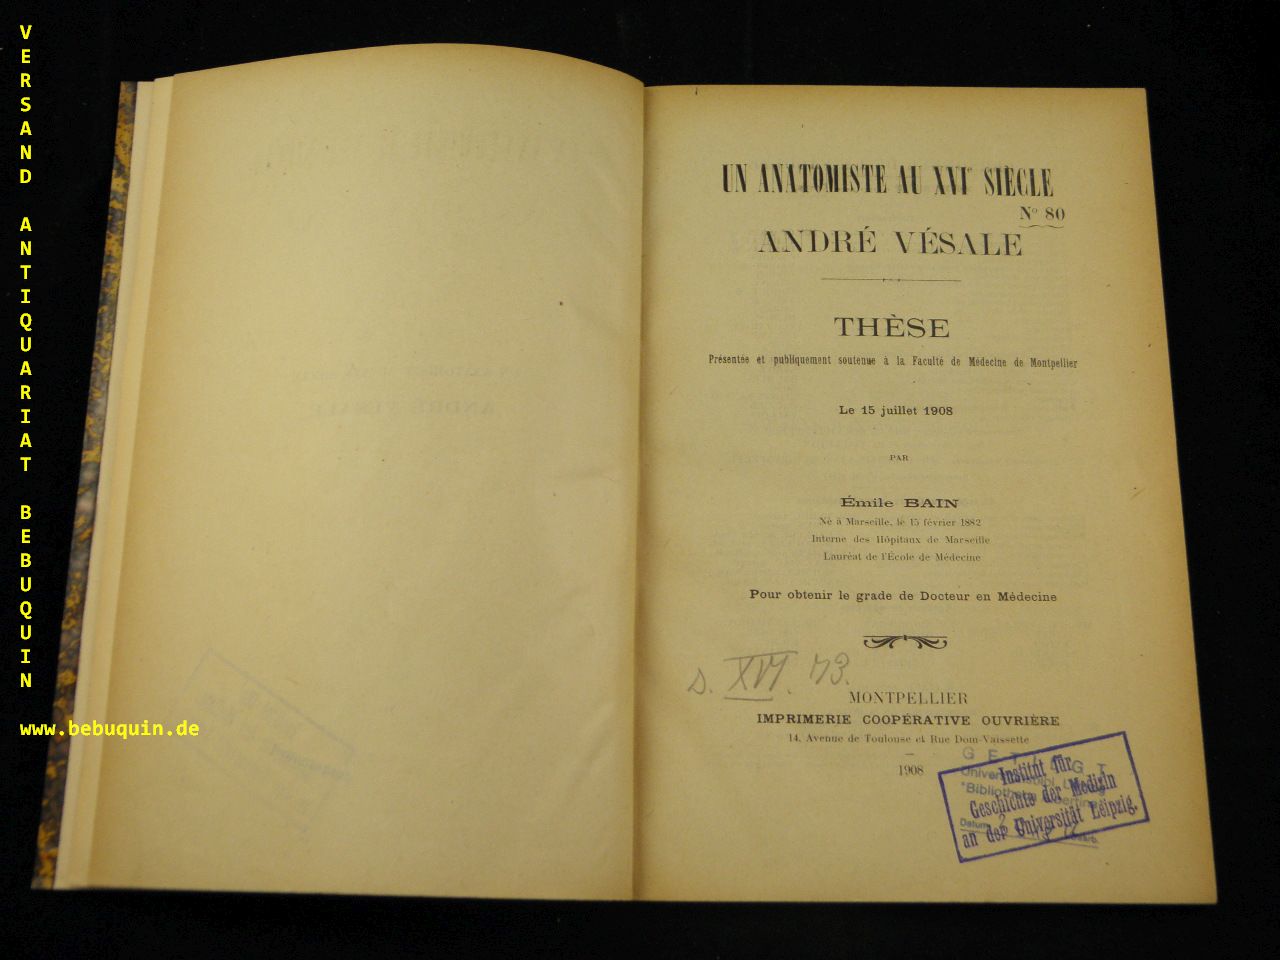 VERSAND ANTIQUARIAT BEBUQUIN
www.bebuquin.de
UN ANATOMISTE AU XVIe SIÈCLE
No 80
ANDRÉ VÉSALE
THÈSE
Présentée et publiquement soutenue à la Faculté de Médecine de Montpellier
Le 15 juillet 1908
PAR
Émile BAIN
Né à Marseille, le 15 février 1882
Interne des Hôpitaux de Marseille
Lauréat de l'École de Médecine
Pour obtenir le grade de Docteur en Médecine
D. XVI. 73.
MONTPELLIER
IMPRIMERIE COOPÉRATIVE OUVRIÈRE
14, Avenue de Toulouse et Rue Dom-Vaissette
1908
Institut für
Geschichte der Medizin
an der Universität Leipzig.
Datum